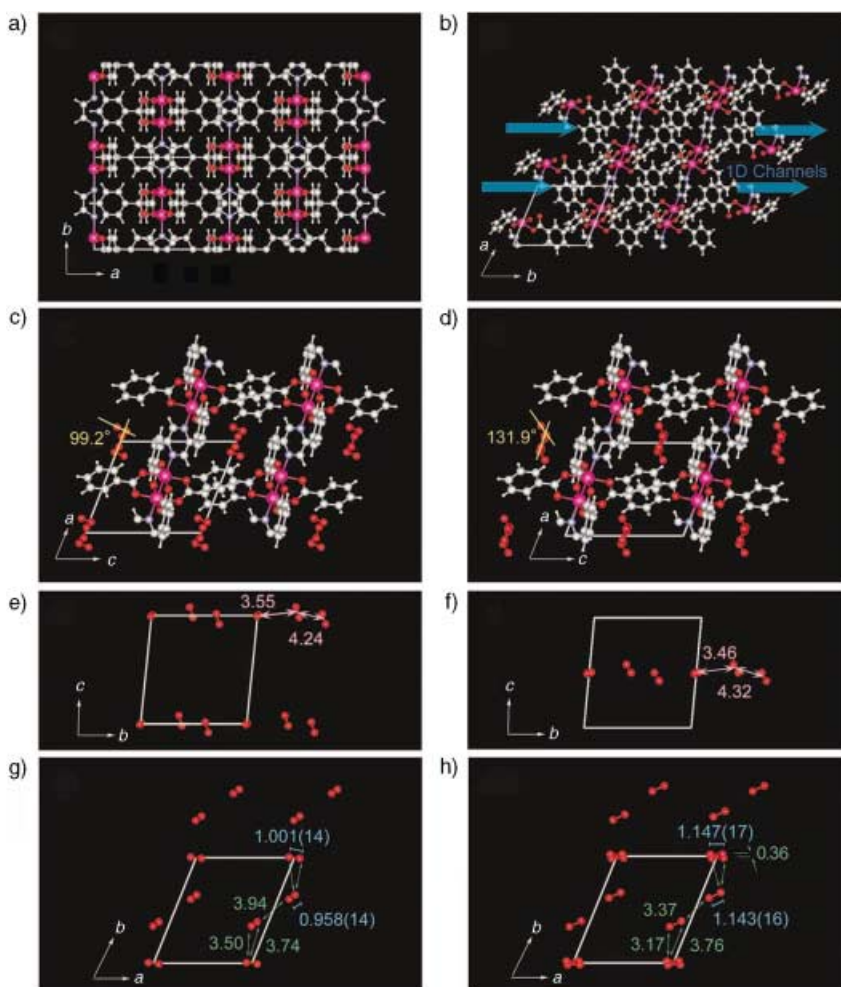 a)
b
a
b)
1D Channels
a
b
c)
99.2°
a
c
d)
131.9°
a
c
e)
3.55
4.24
c
b
f)
3.46
4.32
c
b
g)
1.001(14)
3.94
0.958(14)
3.50
3.74
b
a
h)
1.147(17)
0.36
3.37
1.143(16)
3.17
3.76
b
a